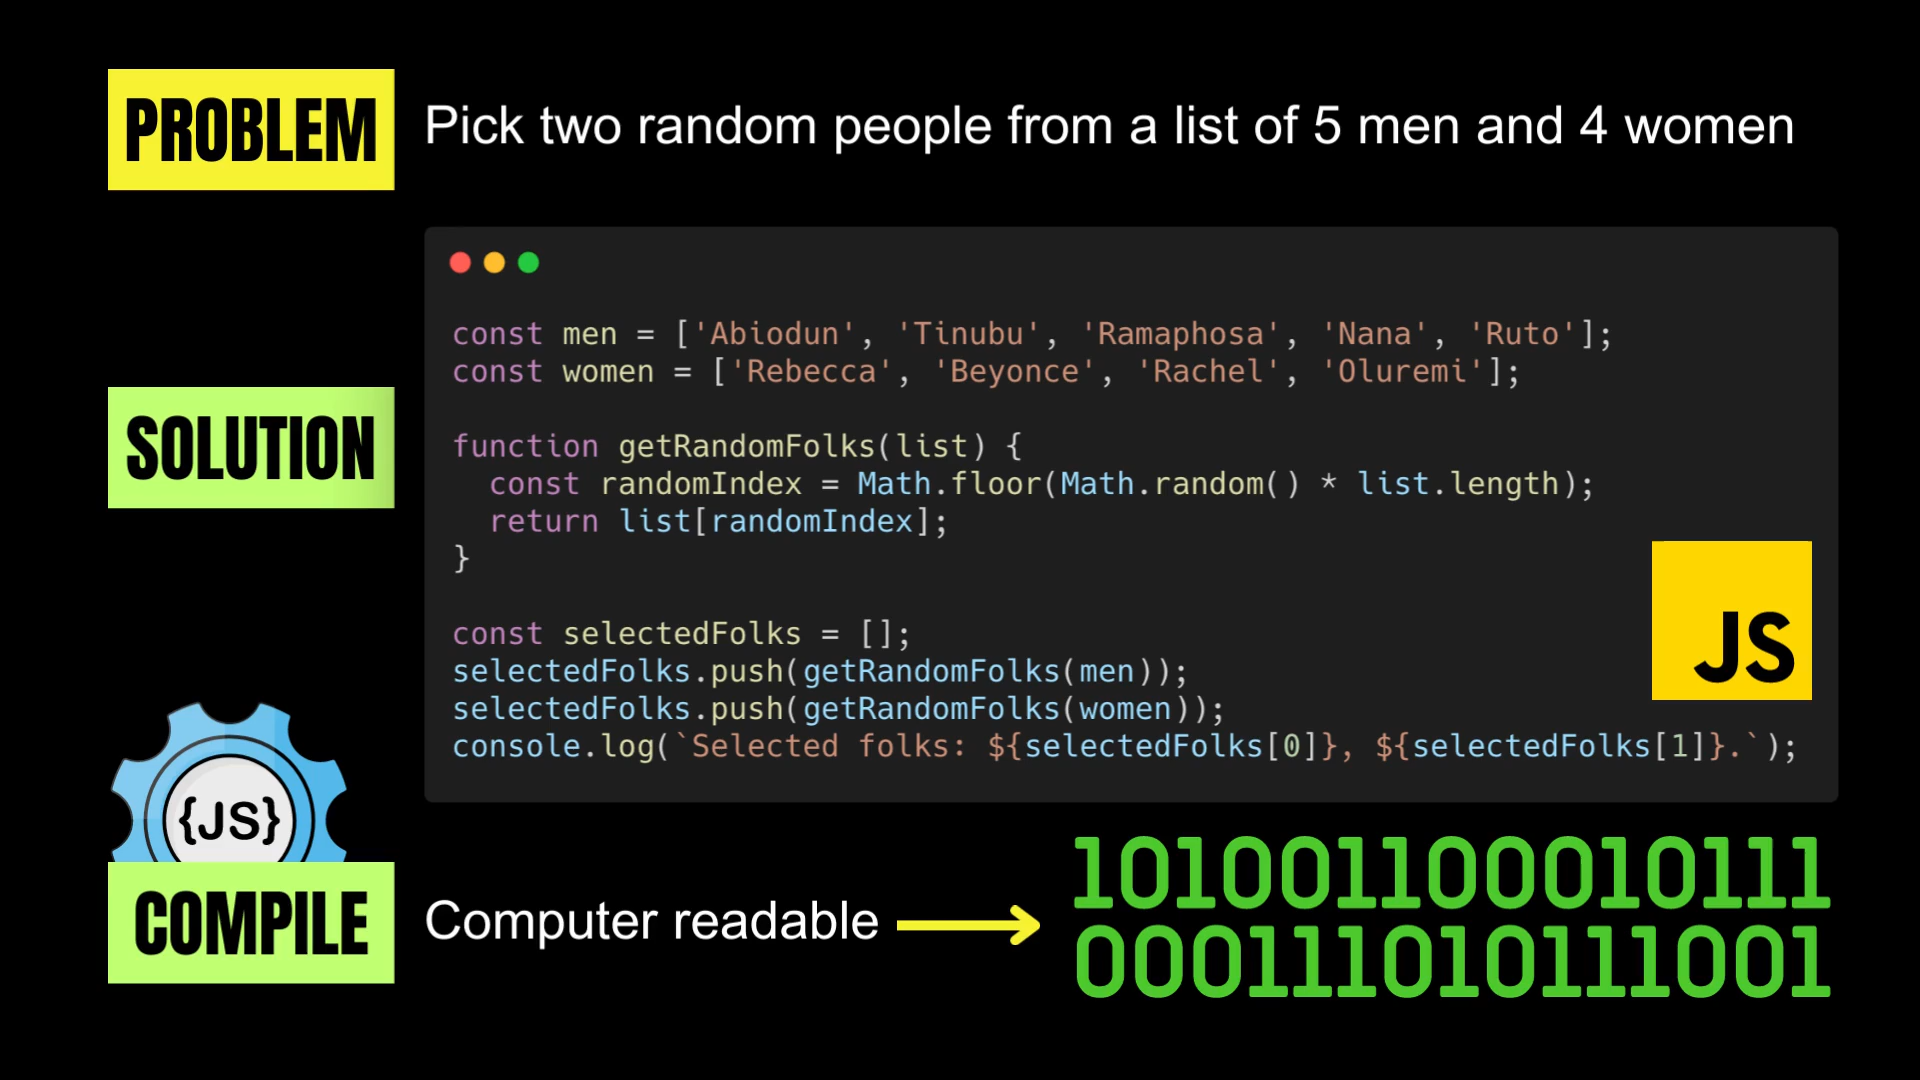 PROBLEM
Pick two random people from a list of 5 men and 4 women
SOLUTION
const men = ['Abiodun', 'Tinubu', 'Ramaphosa', 'Nana', 'Ruto'];
const women = ['Rebecca', 'Beyonce', 'Rachel', 'Oluremi'];
function getRandomFolks(list) {
  const randomIndex = Math.floor(Math.random() * list.length);
  return list[randomIndex];
}
const selectedFolks = [];
selectedFolks.push(getRandomFolks(men));
selectedFolks.push(getRandomFolks(women));
console.log(`Selected folks: ${selectedFolks[0]}, ${selectedFolks[1]}.`);
JS
{JS}
COMPILE
Computer readable
101001100010111
0001110101111001